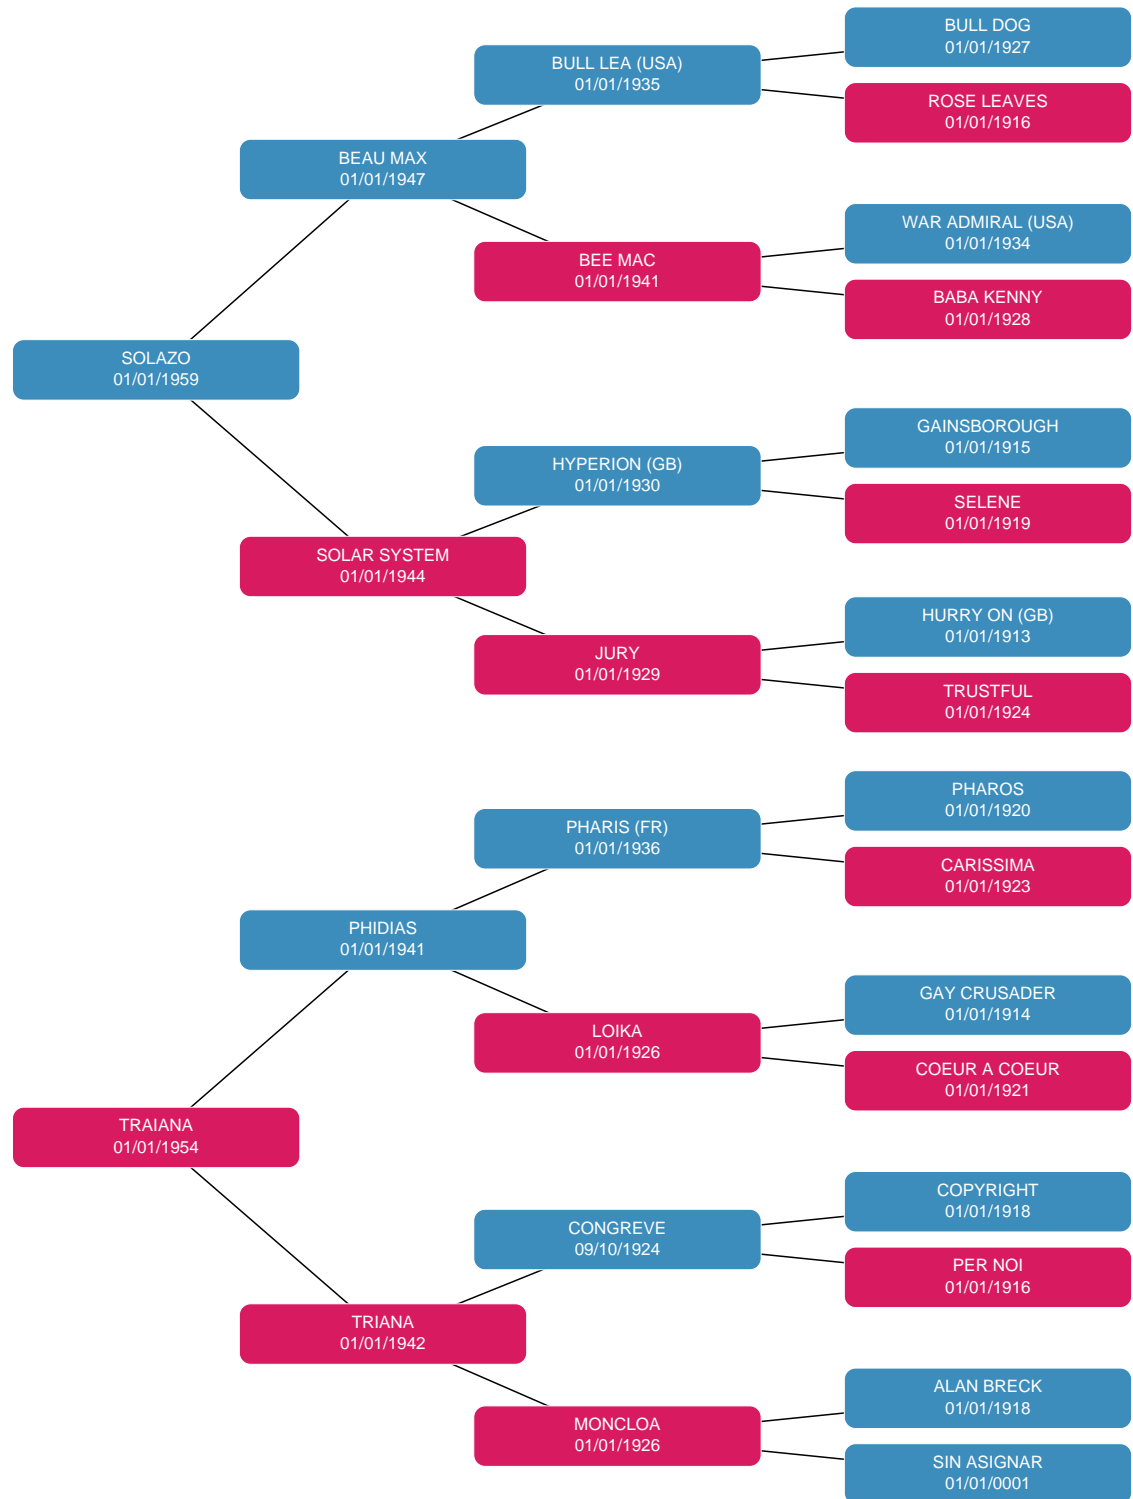 BULL DOG
01/01/1927
BULL LEA (USA)
01/01/1935
ROSE LEAVES
01/01/1916
BEAU MAX
01/01/1947
WAR ADMIRAL (USA)
01/01/1934
BEE MAC
01/01/1941
BABA KENNY
01/01/1928
SOLAZO
01/01/1959
GAINSBOROUGH
01/01/1915
HYPERION (GB)
01/01/1930
SELENE
01/01/1919
SOLAR SYSTEM
01/01/1944
HURRY ON (GB)
01/01/1913
JURY
01/01/1929
TRUSTFUL
01/01/1924
PHAROS
01/01/1920
PHARIS (FR)
01/01/1936
CARISSIMA
01/01/1923
PHIDIAS
01/01/1941
GAY CRUSADER
01/01/1914
LOIKA
01/01/1926
COEUR A COEUR
01/01/1921
TRAIANA
01/01/1954
COPYRIGHT
01/01/1918
CONGREVE
09/10/1924
PER NOI
01/01/1916
TRIANA
01/01/1942
ALAN BRECK
01/01/1918
MONCLOA
01/01/1926
SIN ASIGNAR
01/01/0001